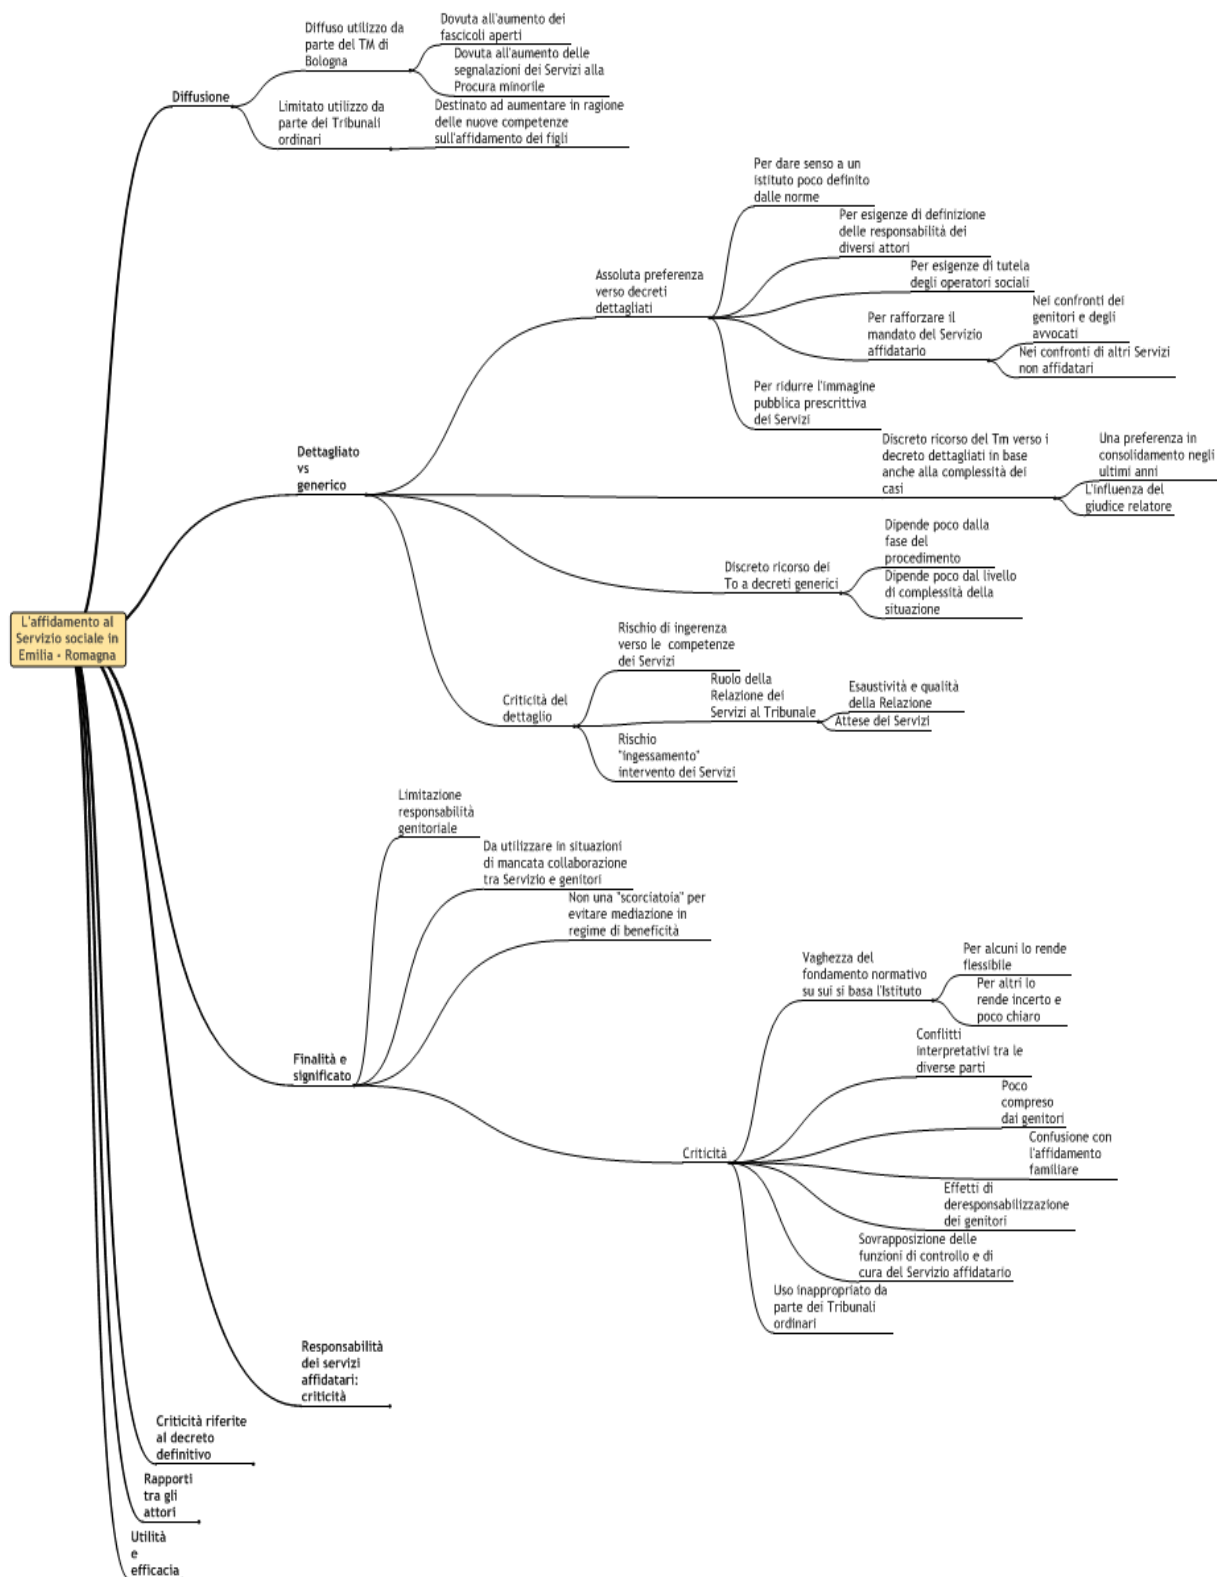 Diffuso utilizzo da
parte del TM di
Bologna
Dovuta all'aumento dei
fascicoli aperti
Dovuta all'aumento delle
segnalazioni dei Servizi alla
Procura minorile
Diffusione
Limitato utilizzo da
parte dei Tribunali
ordinari
Destinato ad aumentare in ragione
delle nuove competenze
sull'affidamento dei figli
Per dare senso a un
istituto poco definito
dalle norme
Per esigenze di definizione
delle responsabilità dei
diversi attori
Assoluta preferenza
verso decreti
dettagliati
Per esigenze di tutela
degli operatori sociali
Per rafforzare il
mandato del Servizio
affidatario
Nei confronti dei
genitori e degli
avvocati
Nei confronti di altri Servizi
non affidatari
Per ridurre l'immagine
pubblica prescrittiva
dei Servizi
Dettagliato
vs
generico
Discreto ricorso del Tm verso i
decreto dettagliati in base
anche alla complessità dei
casi
Una preferenza in
consolidamento negli
ultimi anni
L'influenza del
giudice relatore
Discreto ricorso dei
To a decreti generici
Dipende poco dalla
fase del
procedimento
Dipende poco dal livello
di complessità della
situazione
L'affidamento al
Servizio sociale in
Emilia - Romagna
Criticità del
dettaglio
Rischio di ingerenza
verso le  competenze
dei Servizi
Ruolo della
Relazione dei
Servizi al Tribunale
Esaustività e qualità
della Relazione
Attese dei Servizi
Rischio
"ingessamento"
intervento dei Servizi
Limitazione
responsabilità
genitoriale
Da utilizzare in situazioni
di mancata collaborazione
tra Servizio e genitori
Non una "scorciatoia" per
evitare mediazione in
regime di beneficità
Finalità e
significato
Vaghezza del
fondamento normativo
su sui si basa l'Istituto
Per alcuni lo rende
flessibile
Per altri lo
rende incerto e
poco chiaro
Conflitti
interpretativi tra le
diverse parti
Poco
compreso
dai genitori
Criticità
Confusione con
l'affidamento
familiare
Effetti di
deresponsabilizzazione
dei genitori
Sovrapposizione delle
funzioni di controllo e di
cura del Servizio affidatario
Uso inappropriato da
parte dei Tribunali
ordinari
Responsabilità
dei servizi
affidatari:
criticità
Criticità riferite
al decreto
definitivo
Rapporti
tra gli
attori
Utilità
e
efficacia